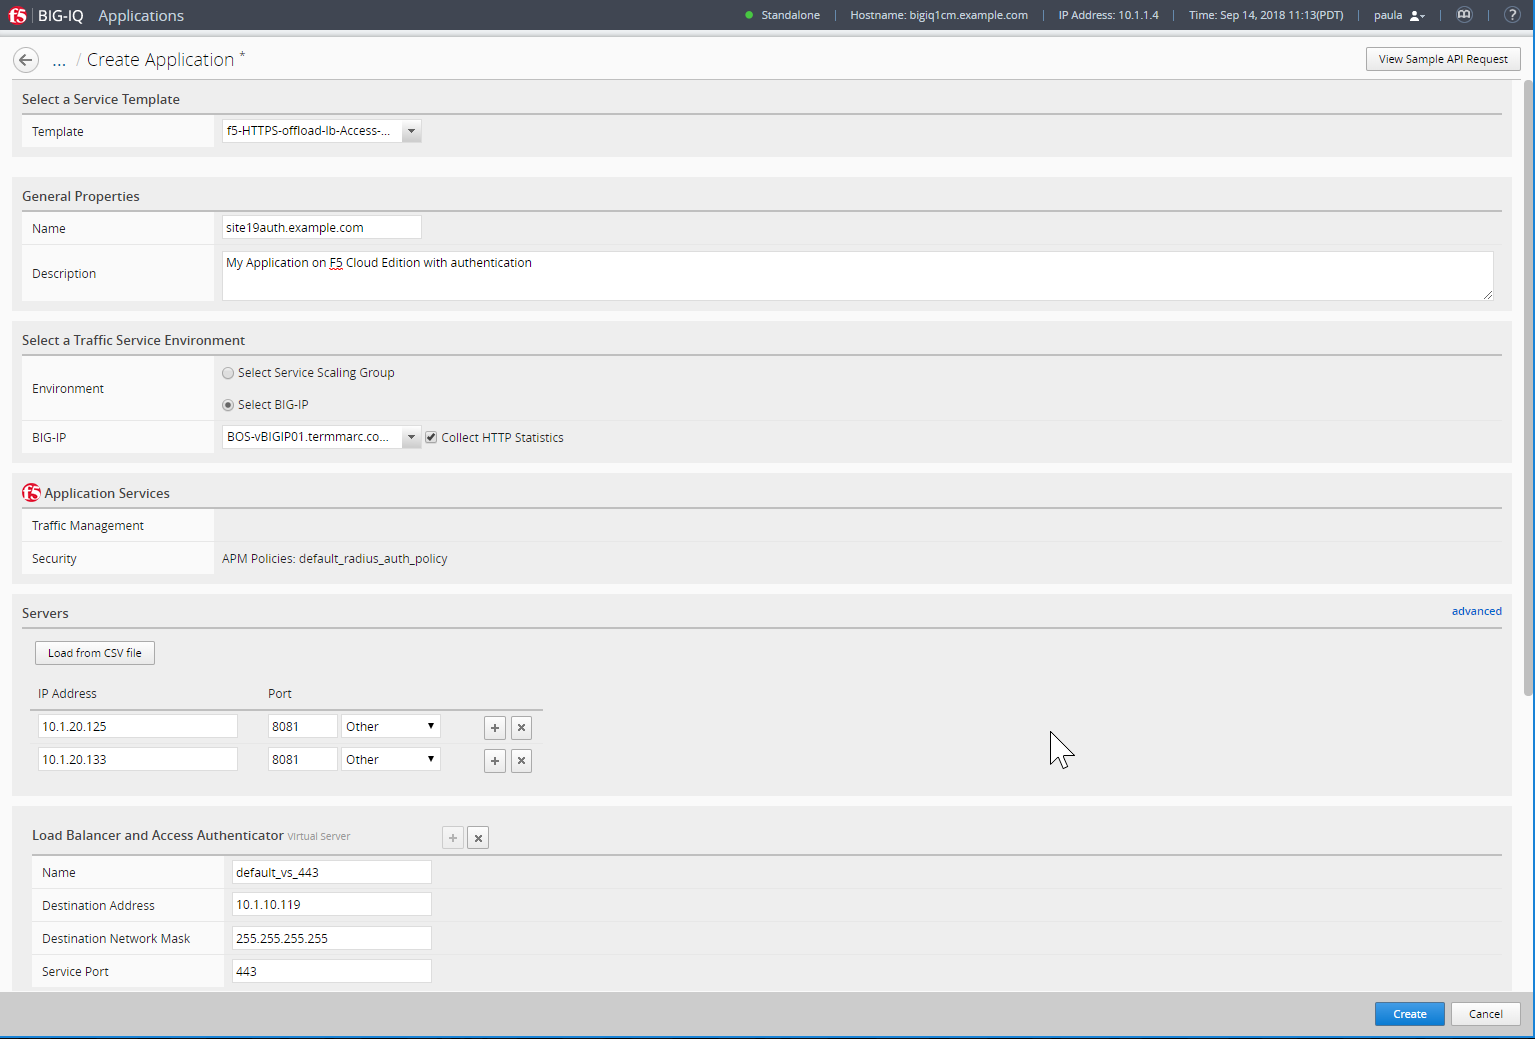 f5 BIG-IQ Applications Standalone Hostname: bigiq1cm.example.com IP Address: 10.1.1.4 Time: Sep 14, 2018 11:13(PDT) paula ?
... / Create Application * View Sample API Request
Select a Service Template
Template f5-HTTPS-offload-lb-Access-...
General Properties
Name site19auth.example.com
Description My Application on F5 Cloud Edition with authentication
Select a Traffic Service Environment
Environment Select Service Scaling Group
Select BIG-IP
BIG-IP BOS-vBIGIP01.termmarc.co... Collect HTTP Statistics
f5 Application Services
Traffic Management
Security APM Policies: default_radius_auth_policy
Servers advanced
Load from CSV file
IP Address Port
10.1.20.125 8081 Other + x
10.1.20.133 8081 Other + x
Load Balancer and Access Authenticator Virtual Server + x
Name default_vs_443
Destination Address 10.1.10.119
Destination Network Mask 255.255.255.255
Service Port 443
Create Cancel